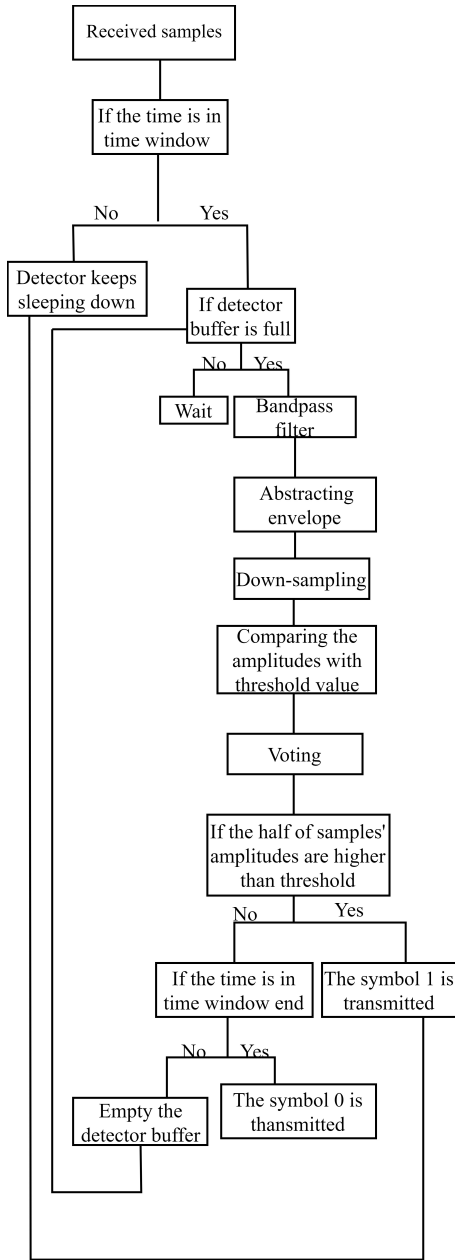 Received samples
If the time is in
time window
No
Yes
Detector keeps
sleeping down
If detector
buffer is full
No
Yes
Wait
Bandpass
filter
Abstracting
envelope
Down-sampling
Comparing the
amplitudes with
threshold value
Voting
If the half of samples'
amplitudes are higher
than threshold
No
Yes
If the time is in
time window end
The symbol 1 is
transmitted
No
Yes
Empty the
detector buffer
The symbol 0 is
thansmitted